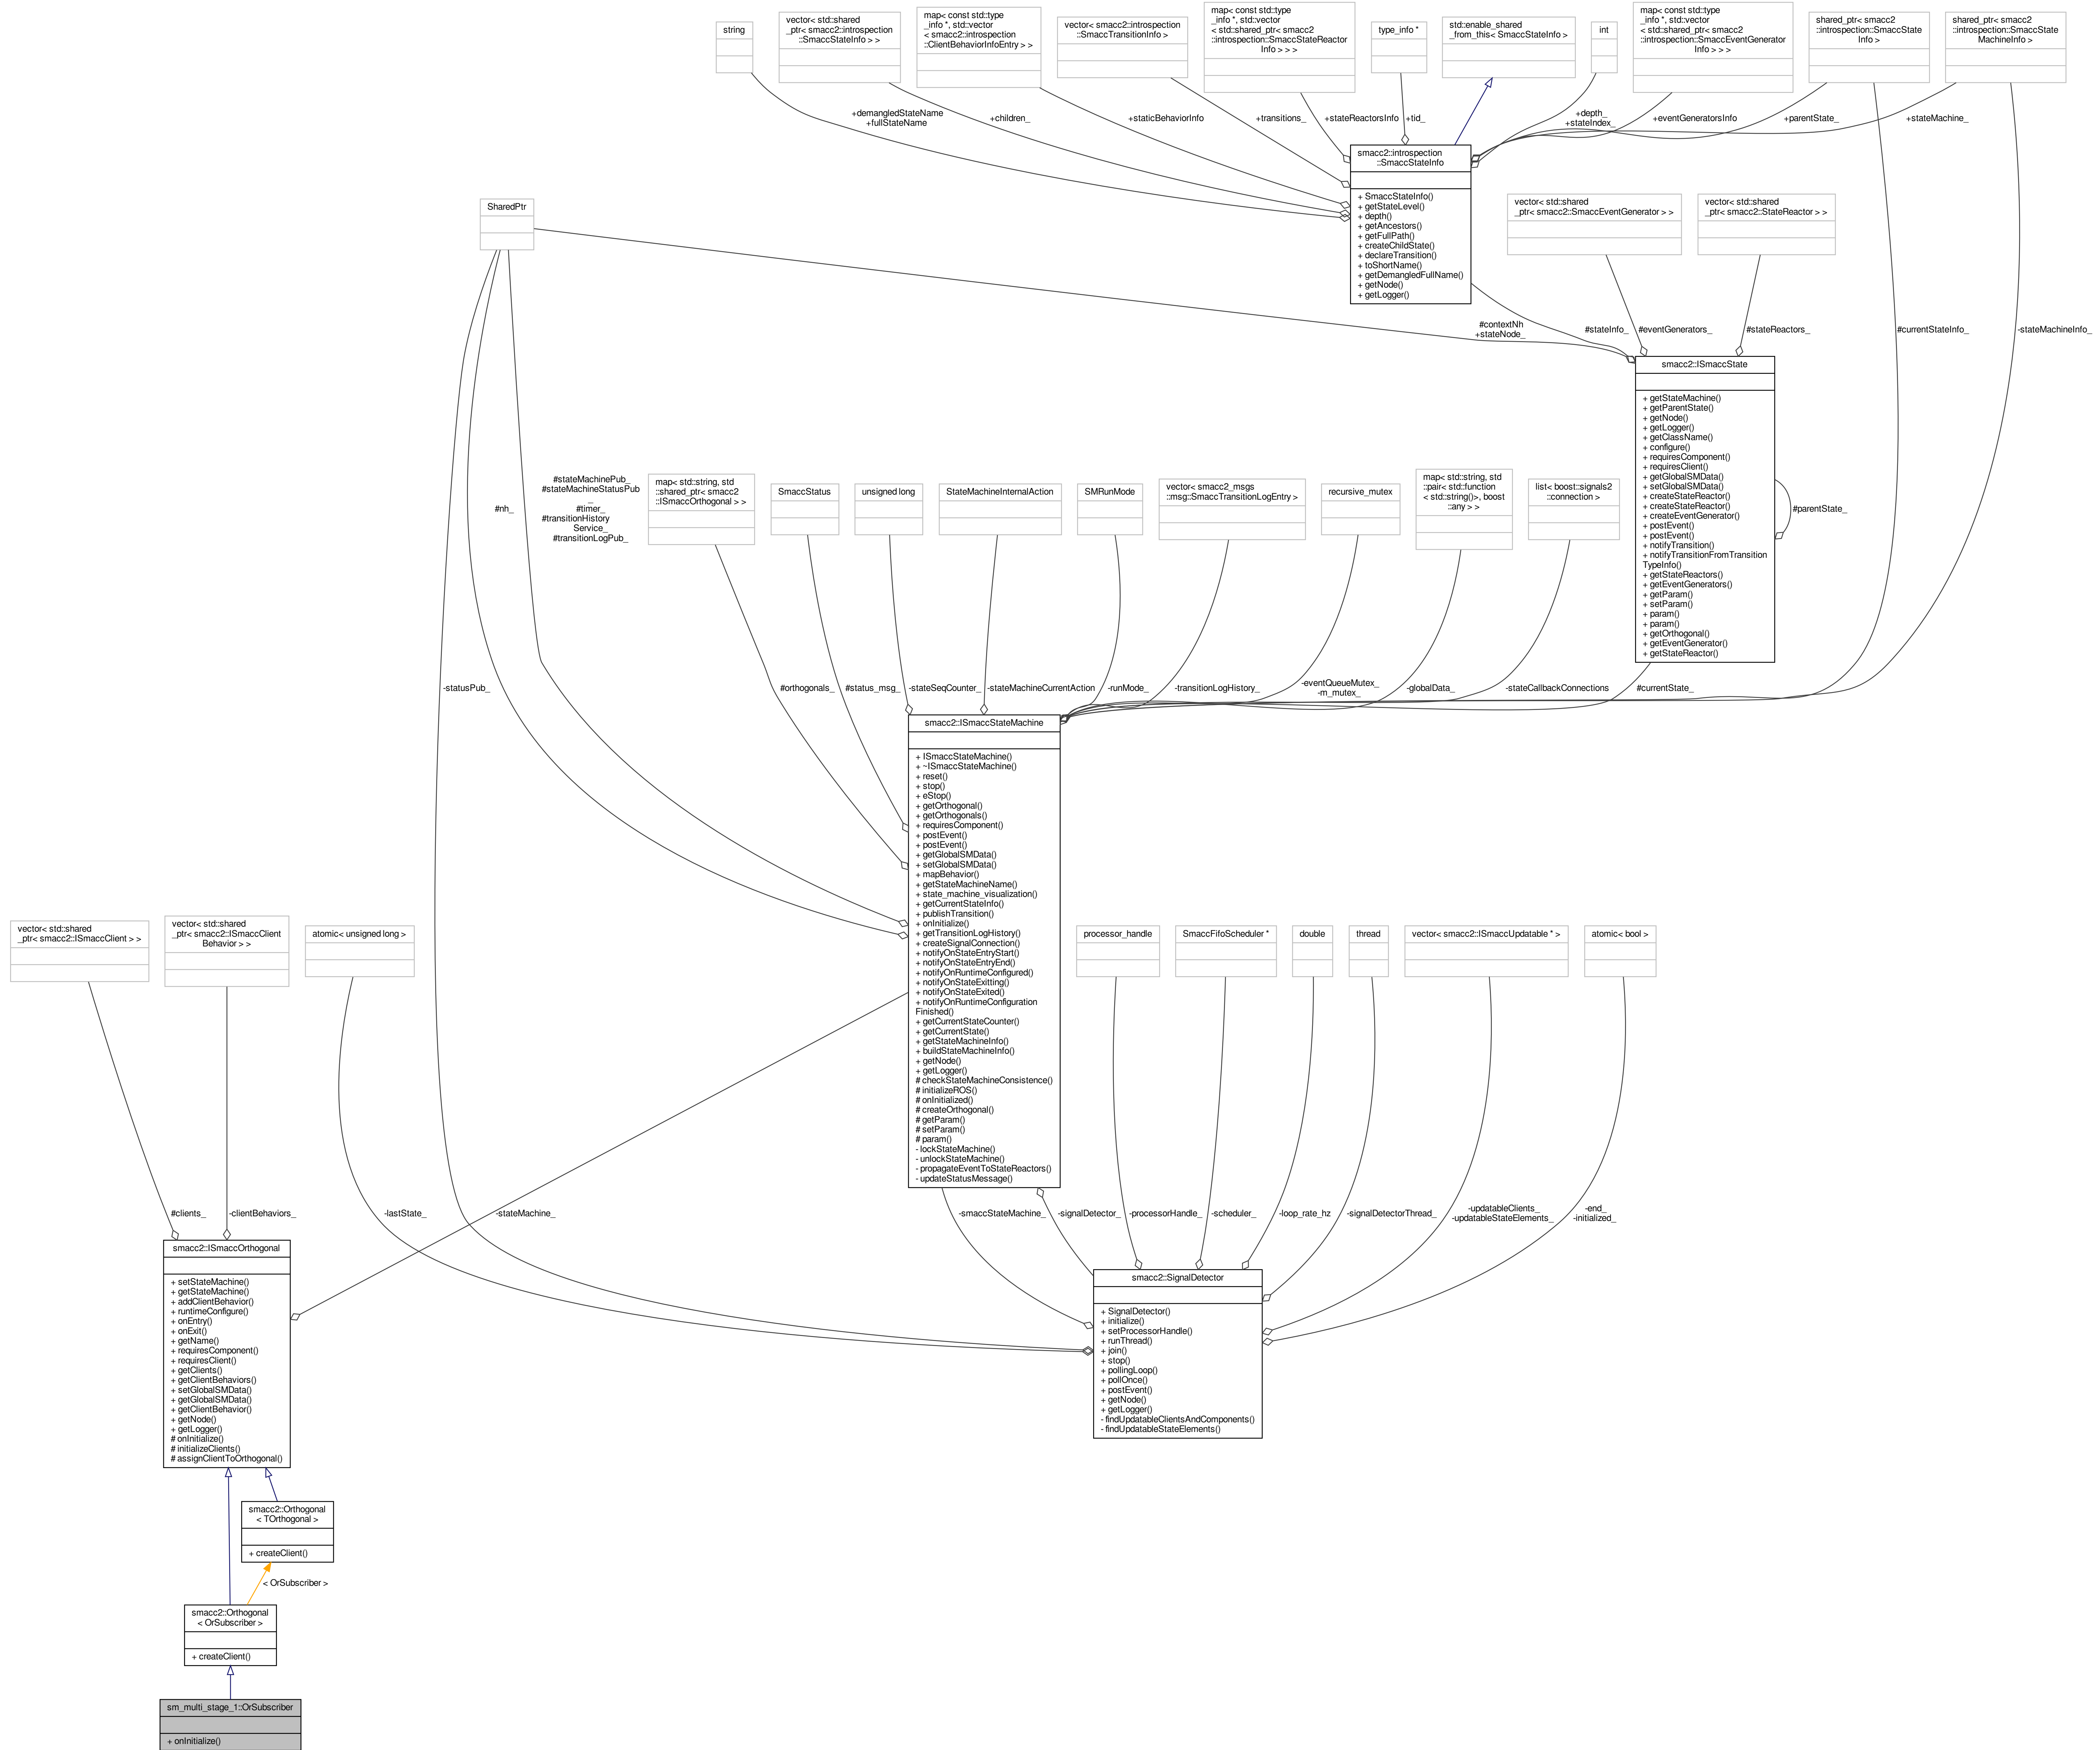 string
vector< std::shared
_ptr< smacc2::introspection
::SmaccStateInfo > >
map< const std::type
_info *, std::vector
< smacc2::introspection
::ClientBehaviorInfoEntry > >
vector< smacc2::introspection
::SmaccTransitionInfo >
map< const std::type
_info *, std::vector
< std::shared_ptr< smacc2
::introspection::SmaccStateReactor
Info > > >
type_info *
std::enable_shared
_from_this< SmaccStateInfo >
int
map< const std::type
_info *, std::vector
< std::shared_ptr< smacc2
::introspection::SmaccEventGenerator
Info > > >
shared_ptr< smacc2
::introspection::SmaccState
Info >
shared_ptr< smacc2
::introspection::SmaccState
MachineInfo >
+demangledStateName
+fullStateName
+children_
+staticBehaviorInfo
+transitions_
+stateReactorsInfo
+tid_
+depth_
+stateIndex_
+eventGeneratorsInfo
+parentState_
+stateMachine_
smacc2::introspection
::SmaccStateInfo
+ SmaccStateInfo()
+ getStateLevel()
+ depth()
+ getAncestors()
+ getFullPath()
+ createChildState()
+ declareTransition()
+ toShortName()
+ getDemangledFullName()
+ getNode()
+ getLogger()
SharedPtr
vector< std::shared
_ptr< smacc2::SmaccEventGenerator > >
vector< std::shared
_ptr< smacc2::StateReactor > >
#contextNh
+stateNode_
#stateInfo_
#eventGenerators_
#stateReactors_
#currentStateInfo_
-stateMachineInfo_
smacc2::ISmaccState
+ getStateMachine()
+ getParentState()
+ getNode()
+ getLogger()
+ getClassName()
+ configure()
+ requiresComponent()
+ requiresClient()
+ getGlobalSMData()
+ setGlobalSMData()
+ createStateReactor()
+ createStateReactor()
+ createEventGenerator()
+ postEvent()
+ postEvent()
+ notifyTransition()
+ notifyTransitionFromTransition
TypeInfo()
+ getStateReactors()
+ getEventGenerators()
+ getParam()
+ setParam()
+ param()
+ param()
+ getOrthogonal()
+ getEventGenerator()
+ getStateReactor()
#parentState_
#nh_
#stateMachinePub_
#stateMachineStatusPub
_
#timer_
#transitionHistory
Service_
#transitionLogPub_
map< std::string, std
::shared_ptr< smacc2
::ISmaccOrthogonal > >
SmaccStatus
unsigned long
StateMachineInternalAction
SMRunMode
vector< smacc2_msgs
::msg::SmaccTransitionLogEntry >
recursive_mutex
map< std::string, std
::pair< std::function
< std::string()>, boost
::any > >
list< boost::signals2
::connection >
-statusPub_
#orthogonals_
#status_msg_
-stateSeqCounter_
-stateMachineCurrentAction
-runMode_
-transitionLogHistory_
-eventQueueMutex_
-m_mutex_
-globalData_
-stateCallbackConnections
#currentState_
smacc2::ISmaccStateMachine
+ ISmaccStateMachine()
+ ~ISmaccStateMachine()
+ reset()
+ stop()
+ eStop()
+ getOrthogonal()
+ getOrthogonals()
+ requiresComponent()
+ postEvent()
+ postEvent()
+ getGlobalSMData()
+ setGlobalSMData()
+ mapBehavior()
+ getStateMachineName()
+ state_machine_visualization()
+ getCurrentStateInfo()
+ publishTransition()
+ onInitialize()
+ getTransitionLogHistory()
+ createSignalConnection()
+ notifyOnStateEntryStart()
+ notifyOnStateEntryEnd()
+ notifyOnRuntimeConfigured()
+ notifyOnStateExitting()
+ notifyOnStateExited()
+ notifyOnRuntimeConfiguration
Finished()
+ getCurrentStateCounter()
+ getCurrentState()
+ getStateMachineInfo()
+ buildStateMachineInfo()
+ getNode()
+ getLogger()
# checkStateMachineConsistence()
# initializeROS()
# onInitialized()
# createOrthogonal()
# getParam()
# setParam()
# param()
- lockStateMachine()
- unlockStateMachine()
- propagateEventToStateReactors()
- updateStatusMessage()
vector< std::shared
_ptr< smacc2::ISmaccClient > >
vector< std::shared
_ptr< smacc2::ISmaccClient
Behavior > >
atomic< unsigned long >
processor_handle
SmaccFifoScheduler *
double
thread
vector< smacc2::ISmaccUpdatable * >
atomic< bool >
#clients_
-clientBehaviors_
-lastState_
-stateMachine_
-smaccStateMachine_
-signalDetector_
-processorHandle_
-scheduler_
-loop_rate_hz
-signalDetectorThread_
-updatableClients_
-updatableStateElements_
-end_
-initialized_
smacc2::ISmaccOrthogonal
+ setStateMachine()
+ getStateMachine()
+ addClientBehavior()
+ runtimeConfigure()
+ onEntry()
+ onExit()
+ getName()
+ requiresComponent()
+ requiresClient()
+ getClients()
+ getClientBehaviors()
+ setGlobalSMData()
+ getGlobalSMData()
+ getClientBehavior()
+ getNode()
+ getLogger()
# onInitialize()
# initializeClients()
# assignClientToOrthogonal()
smacc2::SignalDetector
+ SignalDetector()
+ initialize()
+ setProcessorHandle()
+ runThread()
+ join()
+ stop()
+ pollingLoop()
+ pollOnce()
+ postEvent()
+ getNode()
+ getLogger()
- findUpdatableClientsAndComponents()
- findUpdatableStateElements()
smacc2::Orthogonal
< TOrthogonal >
+ createClient()
< OrSubscriber >
smacc2::Orthogonal
< OrSubscriber >
+ createClient()
sm_multi_stage_1::OrSubscriber
+ onInitialize()